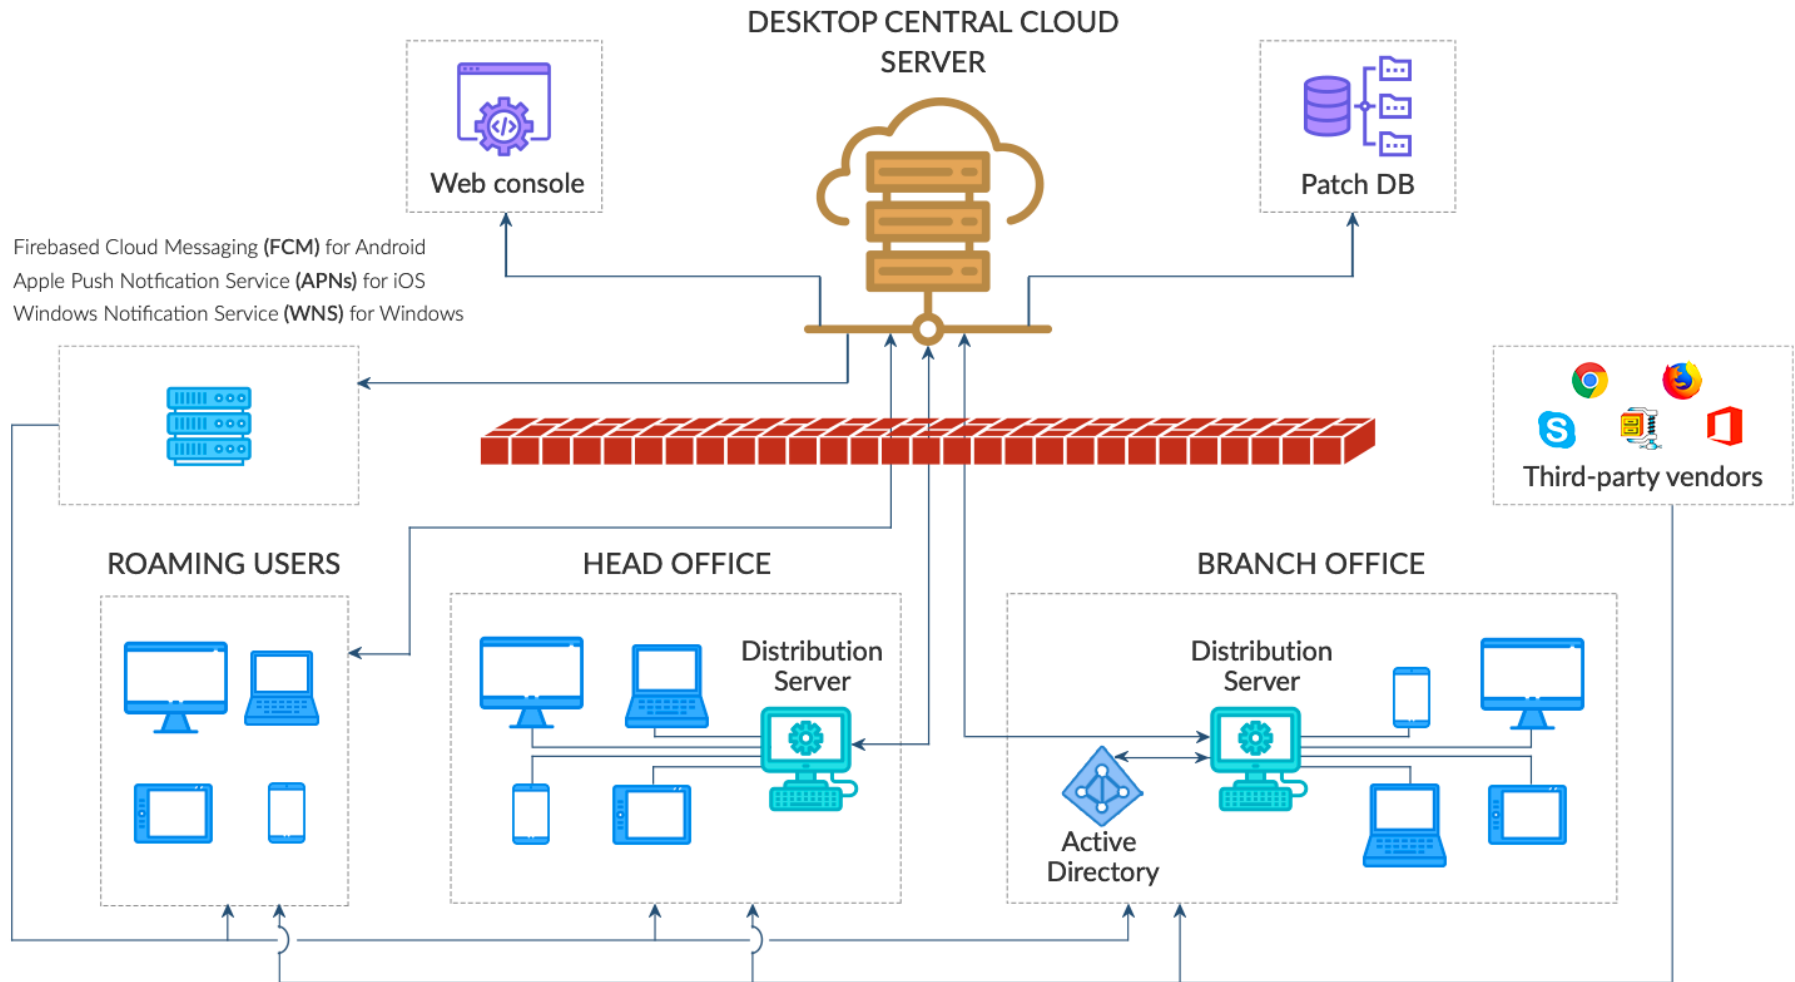 DESKTOP CENTRAL CLOUD
SERVER
Web console
Patch DB
Firebased Cloud Messaging (FCM) for Android
Apple Push Notfication Service (APNs) for iOS
Windows Notification Service (WNS) for Windows
Third-party vendors
ROAMING USERS
HEAD OFFICE
BRANCH OFFICE
Distribution
Server
Distribution
Server
Active
Directory